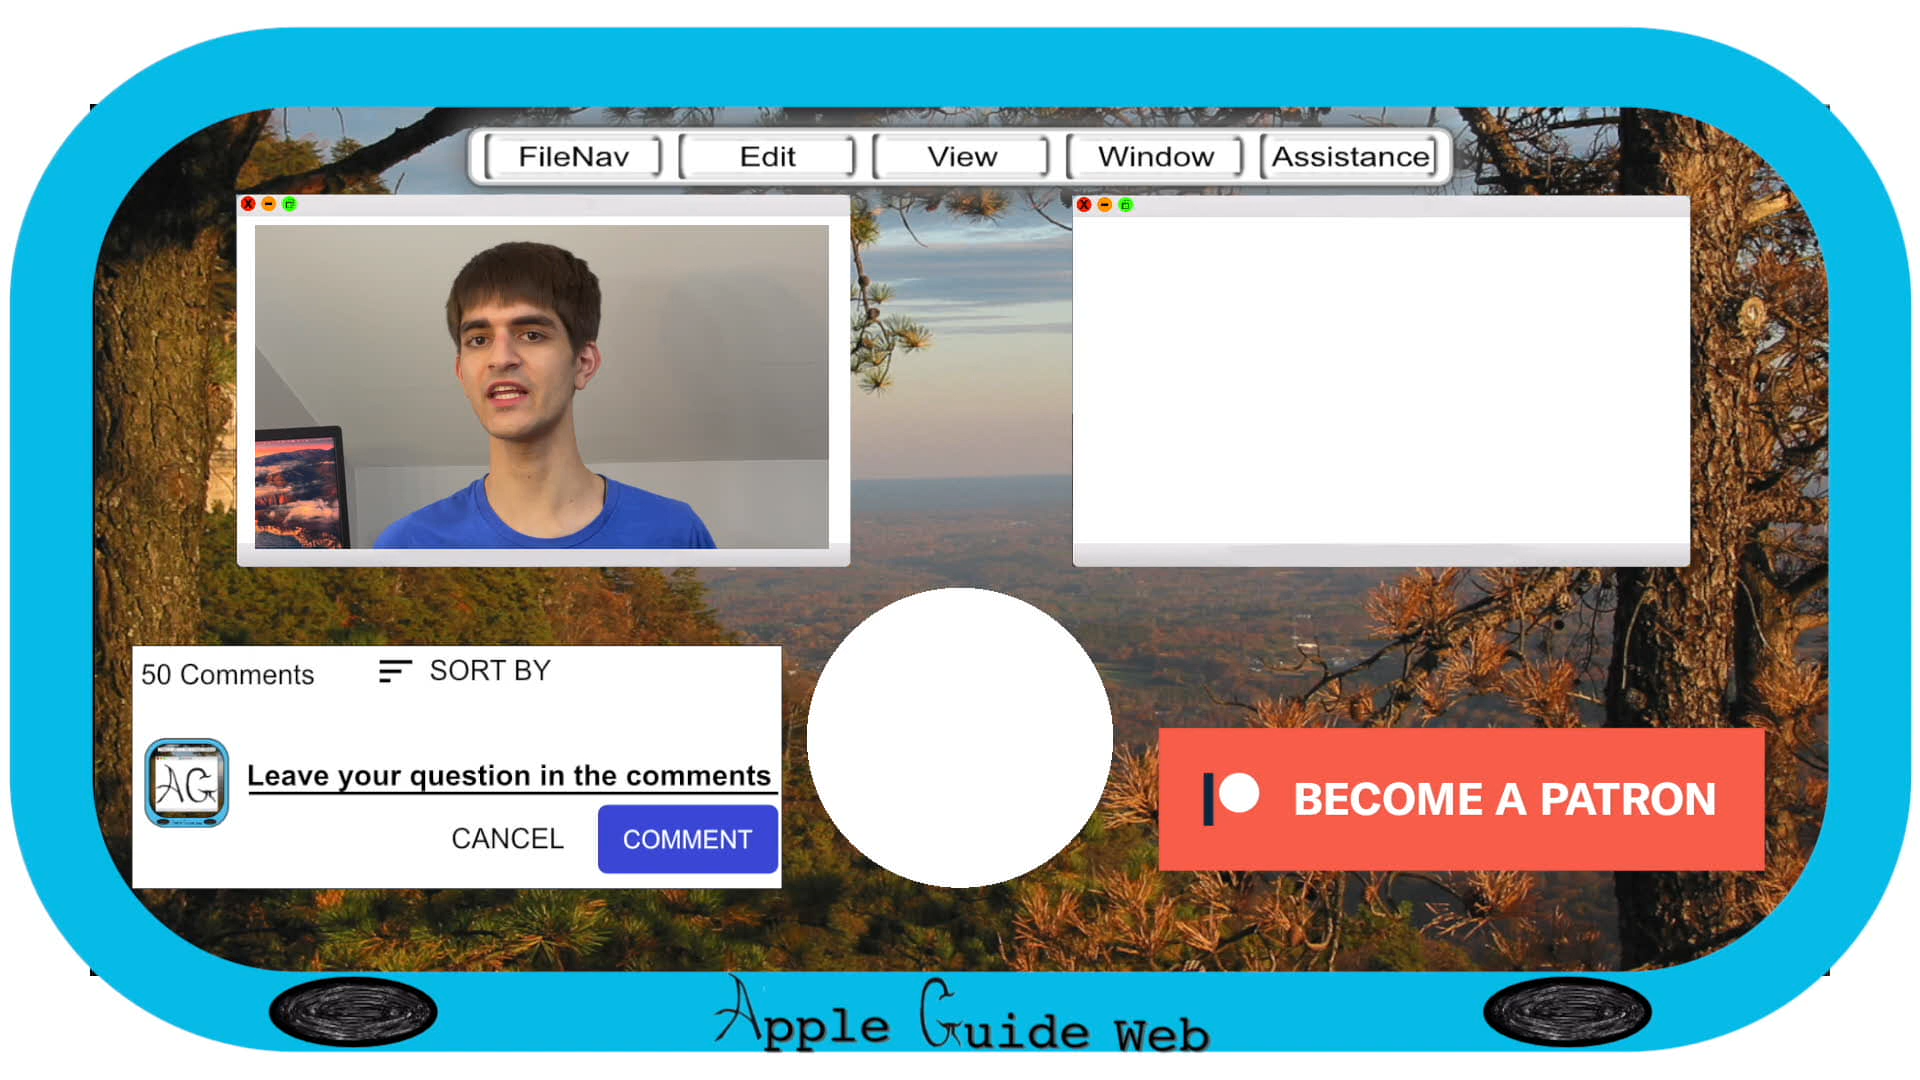 FileNav
Edit
View
Window
Assistance
50 Comments
SORT BY
AG
Leave your question in the comments
CANCEL
COMMENT
BECOME A PATRON
Apple Guide Web